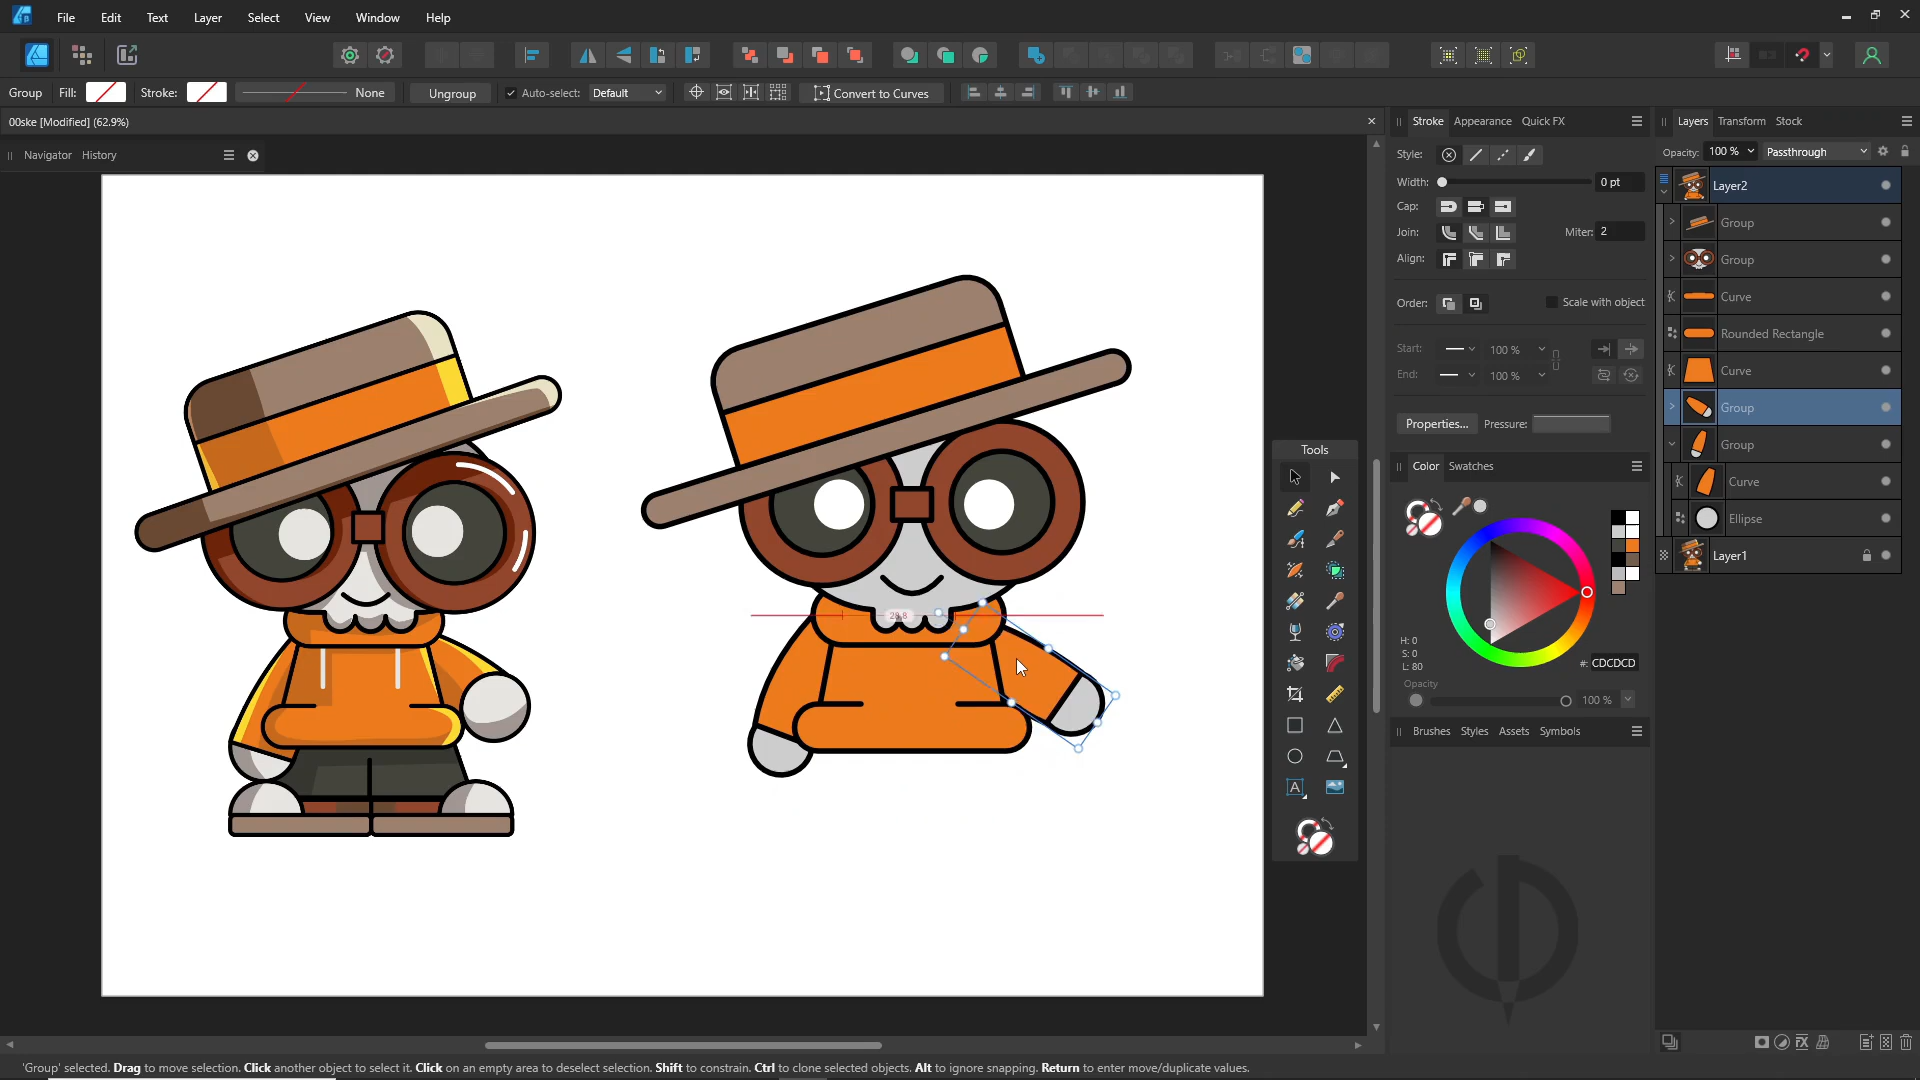 File Edit Text Layer Select View Window Help
Group Fill: Stroke: None Ungroup Auto-select: Default Convert to Curves
00ske [Modified] (62.9%)
Navigator History
Stroke Appearance Quick FX
Style:
Width: 0 pt
Cap:
Join: Miter: 2
Align:
Order: Scale with object
Start: 100 %
End: 100 %
Properties... Pressure:
Color Swatches
H: 0
S: 0
L: 80
#: CDCDCD
Opacity
100 %
Brushes Styles Assets Symbols
Tools
A
Layers Transform Stock
Opacity: 100 % Passthrough
Layer2
Group
Group
Curve
Rounded Rectangle
Curve
Group
Group
Curve
Ellipse
Layer1
'Group' selected. Drag to move selection. Click another object to select it. Click on an empty area to deselect selection. Shift to constrain. Ctrl to clone selected objects. Alt to ignore snapping. Return to enter move/duplicate values.